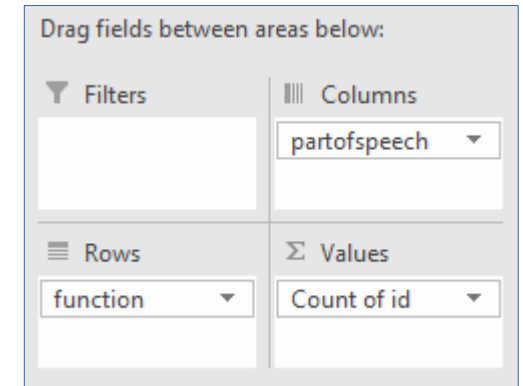 Drag fields between areas below:
Filters
Columns
partofspeech
Rows
Σ Values
function
Count of id